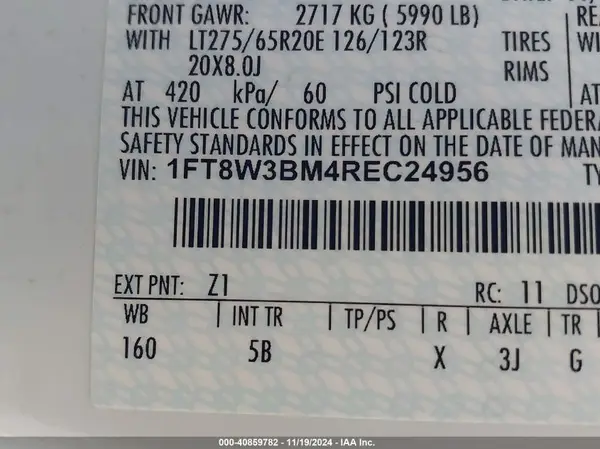 FRONT GAWR: 2717 KG ( 5990 LB)
WITH LT275/65R20E 126/123R TIRES
20X8.0J RIMS
AT 420 kPa/ 60 PSI COLD AT
THIS VEHICLE CONFORMS TO ALL APPLICABLE FEDERA
SAFETY STANDARDS IN EFFECT ON THE DATE OF MAN
VIN: 1FT8W3BM4REC24956 TY
EXT PNT: Z1 RC: 11 DSO
WB | INT TR | TP/PS | R | AXLE | TR
160 5B X 3J G
000-40859782 - 11/19/2024 - IAA Inc.